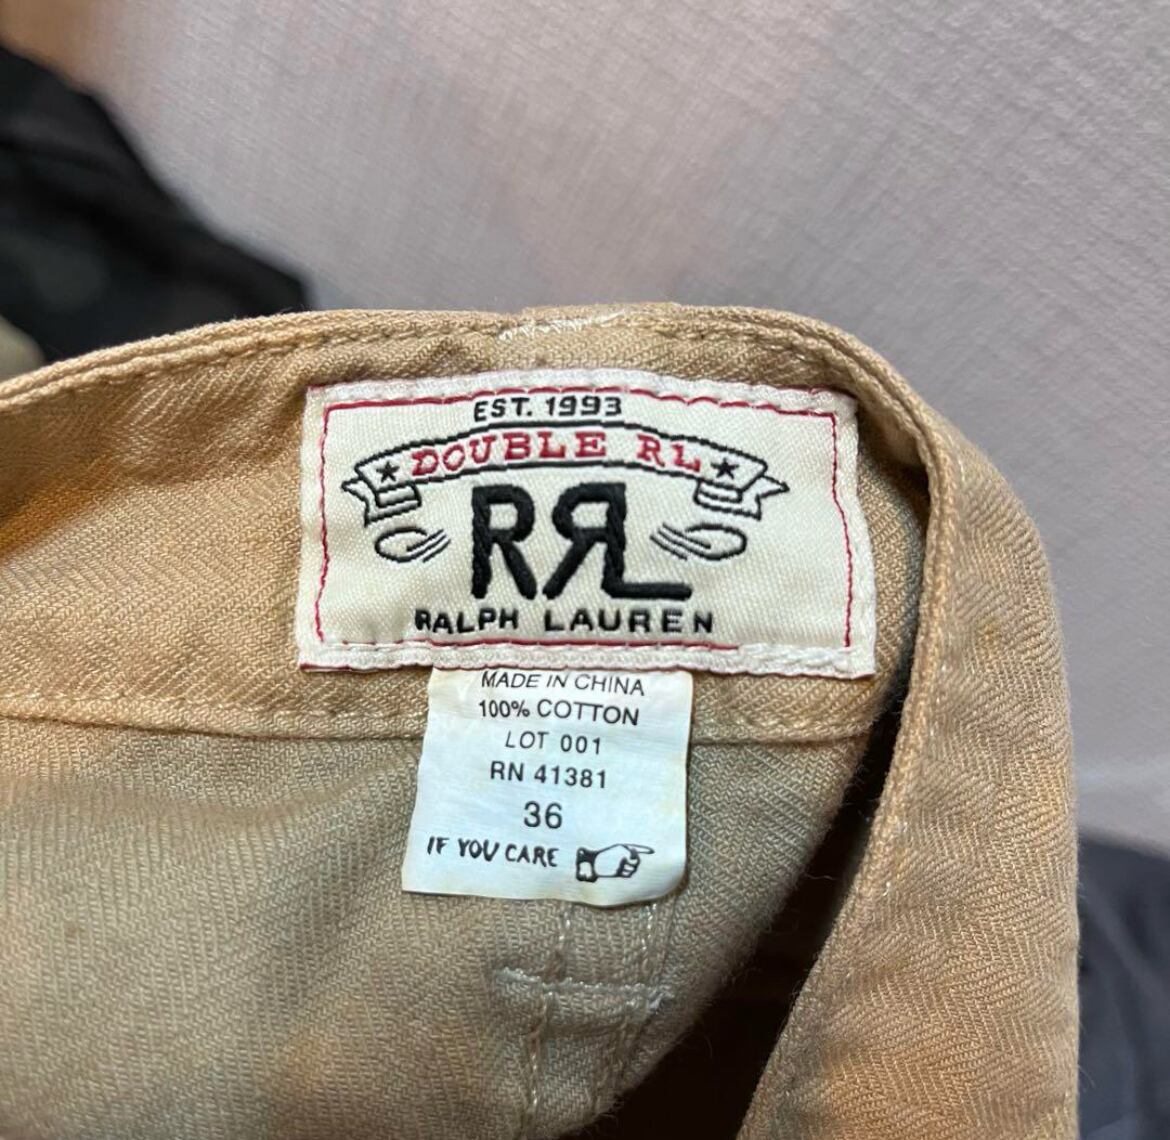 EST. 1993
DOUBLE RL
RRL
RALPH LAUREN
MADE IN CHINA
100% COTTON
LOT 001
RN 41381
36
IF YOU CARE